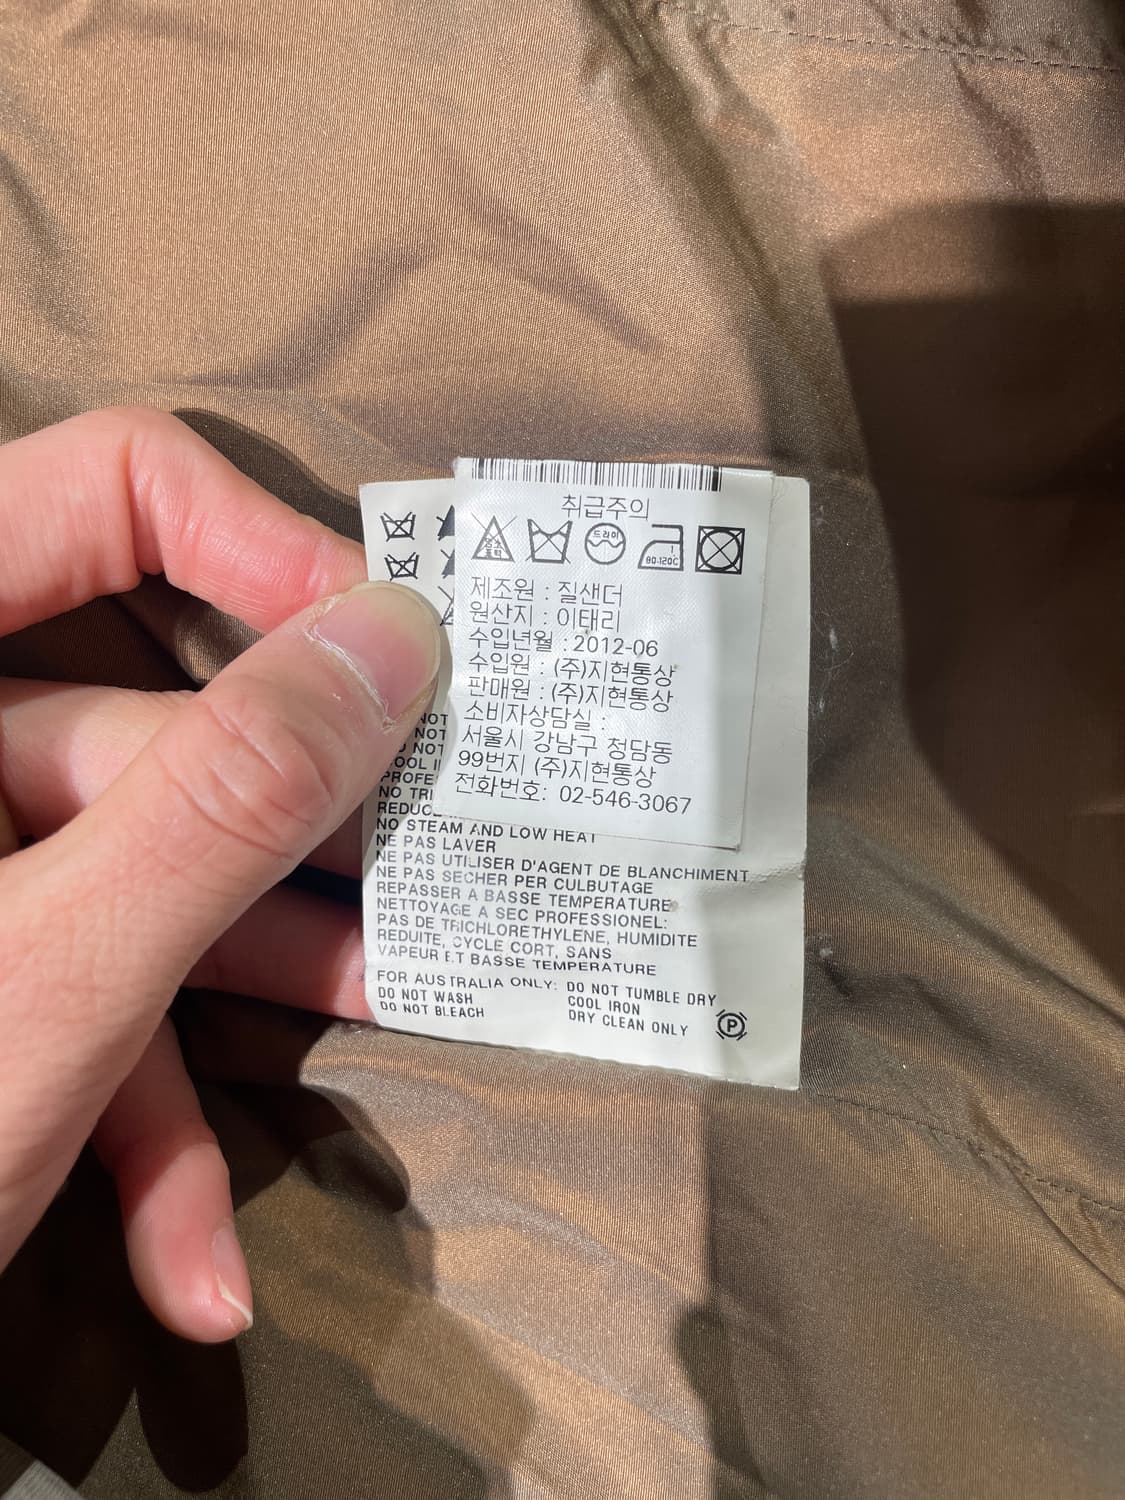 취급주의
드라이
80-120C
제조원 : 질샌더
원산지 : 이태리
수입년월 : 2012-06
수입원 : (주)지현통상
판매원 : (주)지현통상
소비자상담실 :
서울시 강남구 청담동
99번지 (주)지현통상
전화번호: 02-546-3067
NOT
NOT
NOT
NO STEAM AND LOW HEAT
NE PAS LAVER
NE PAS UTILISER D'AGENT DE BLANCHIMENT
NE PAS SECHER PER CULBUTAGE
REPASSER A BASSE TEMPERATURE
NETTOYAGE A SEC PROFESSIONEL:
PAS DE TRICHLORETHYLENE, HUMIDITE
REDUITE, CYCLE CORT, SANS
VAPEUR ET BASSE TEMPERATURE
FOR AUSTRALIA ONLY: DO NOT TUMBLE DRY
DO NOT WASH COOL IRON
DO NOT BLEACH DRY CLEAN ONLY
P